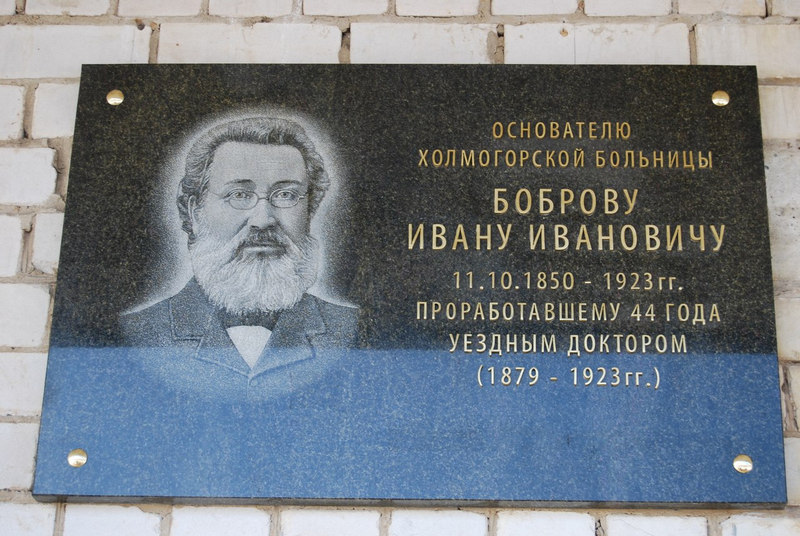 ОСНОВАТЕЛЮ
ХОЛМОГОРСКОЙ БОЛЬНИЦЫ
БОБРОВУ
ИВАНУ ИВАНОВИЧУ
11.10.1850 - 1923гг.
ПРОРАБОТАВШЕМУ 44 ГОДА
УЕЗДНЫМ ДОКТОРОМ
(1879 - 1923гг.)